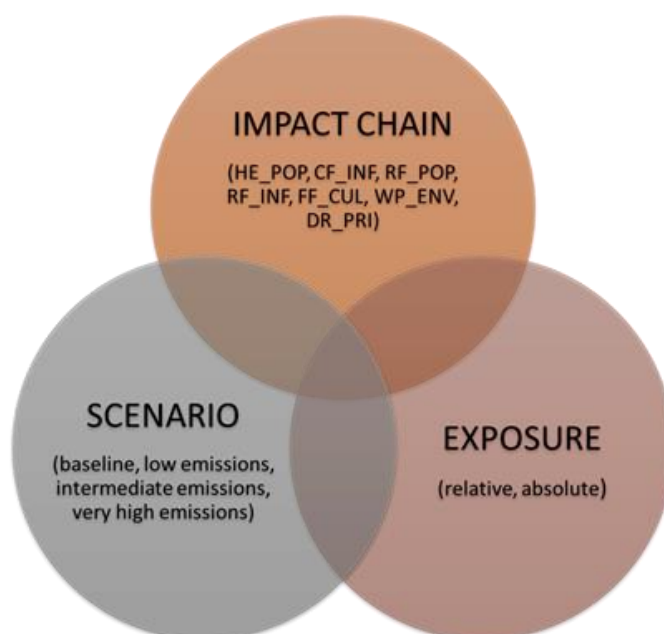 IMPACT CHAIN
(HE_POP, CF_INF, RF_POP,
RF_INF, FF_CUL, WP_ENV,
DR_PRI)
SCENARIO
(baseline, low emissions,
intermediate emissions,
very high emissions)
EXPOSURE
(relative, absolute)